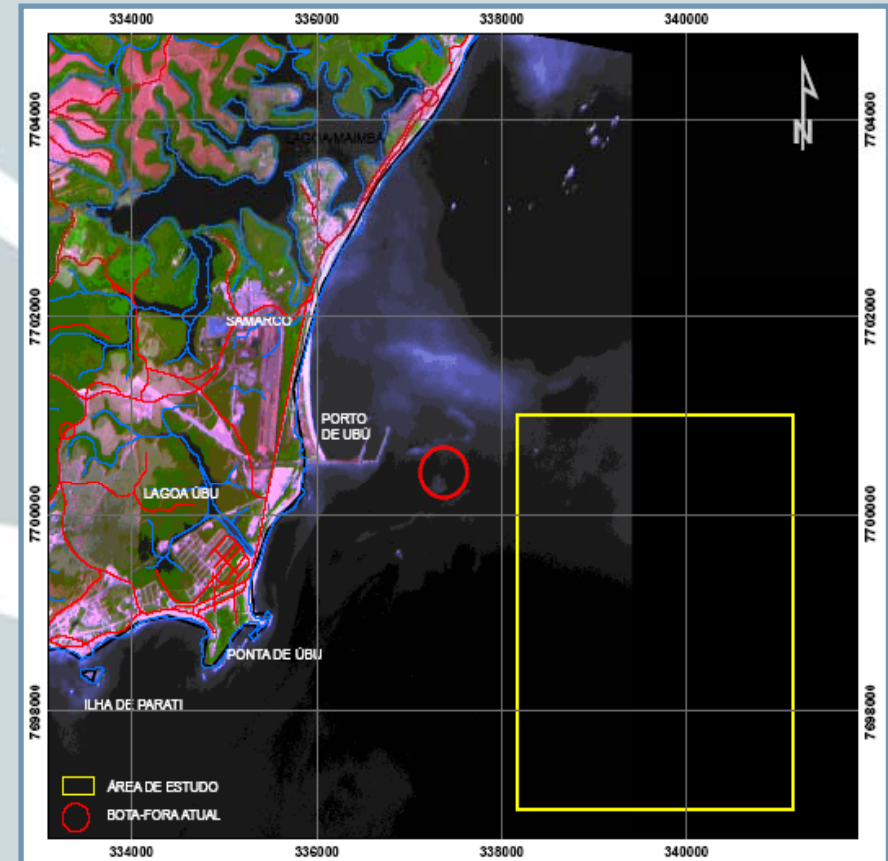 334000 336000 338000 340000
7704000
7704000
LAGOA MAIMBÁ
N
7702000
7702000
SAMARCO
PORTO
DE UBÚ
LAGOA ÚBU
7700000
7700000
PONTA DE ÚBU
7698000
7698000
ILHA DE PARATI
ÁREA DE ESTUDO
BOTA-FORA ATUAL
334000 336000 338000 340000